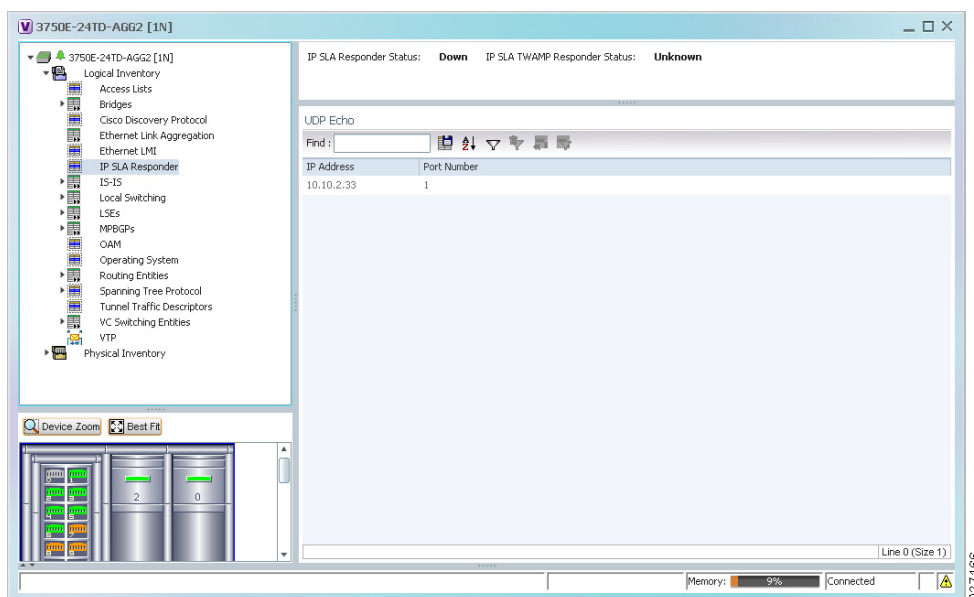 3750E-24TD-AGG2 [1N]
3750E-24TD-AGG2 [1N]
Logical Inventory
Access Lists
Bridges
Cisco Discovery Protocol
Ethernet Link Aggregation
Ethernet LMI
IP SLA Responder
IS-IS
Local Switching
LSEs
MPBGPs
OAM
Operating System
Routing Entities
Spanning Tree Protocol
Tunnel Traffic Descriptors
VC Switching Entities
VTP
Physical Inventory
Device Zoom Best Fit
2 0
IP SLA Responder Status: Down IP SLA TWAMP Responder Status: Unknown
UDP Echo
Find :
IP Address Port Number
10.10.2.33 1
Line 0 (Size 1)
Memory: 9% Connected